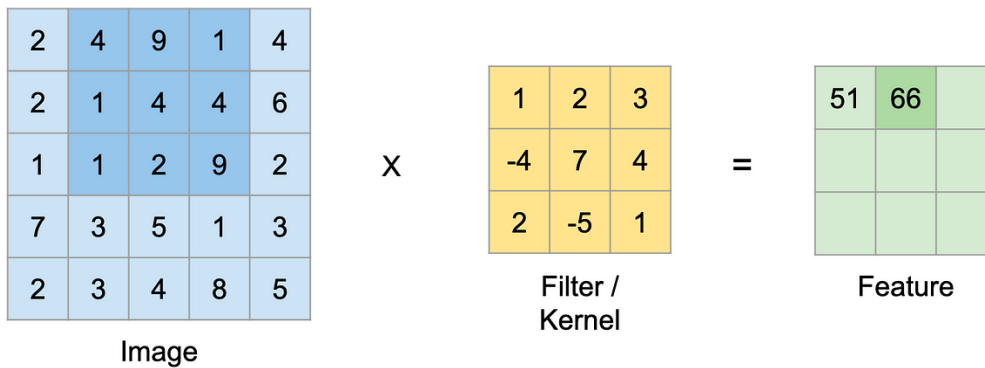 2 4 9 1 4
2 1 4 4 6
1 1 2 9 2
7 3 5 1 3
2 3 4 8 5
Image
X
1 2 3
-4 7 4
2 -5 1
Filter /
Kernel
=
51 66
Feature